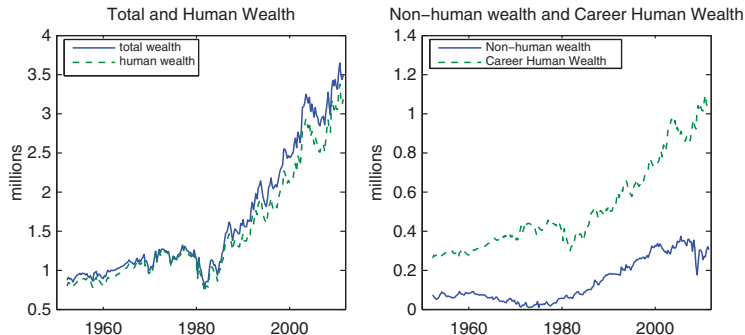 Total and Human Wealth
total wealth
human wealth
millions
4
3.5
3
2.5
2
1.5
1
0.5
1960
1980
2000
Non−human wealth and Career Human Wealth
Non−human wealth
Career Human Wealth
millions
1.4
1.2
1
0.8
0.6
0.4
0.2
0
1960
1980
2000